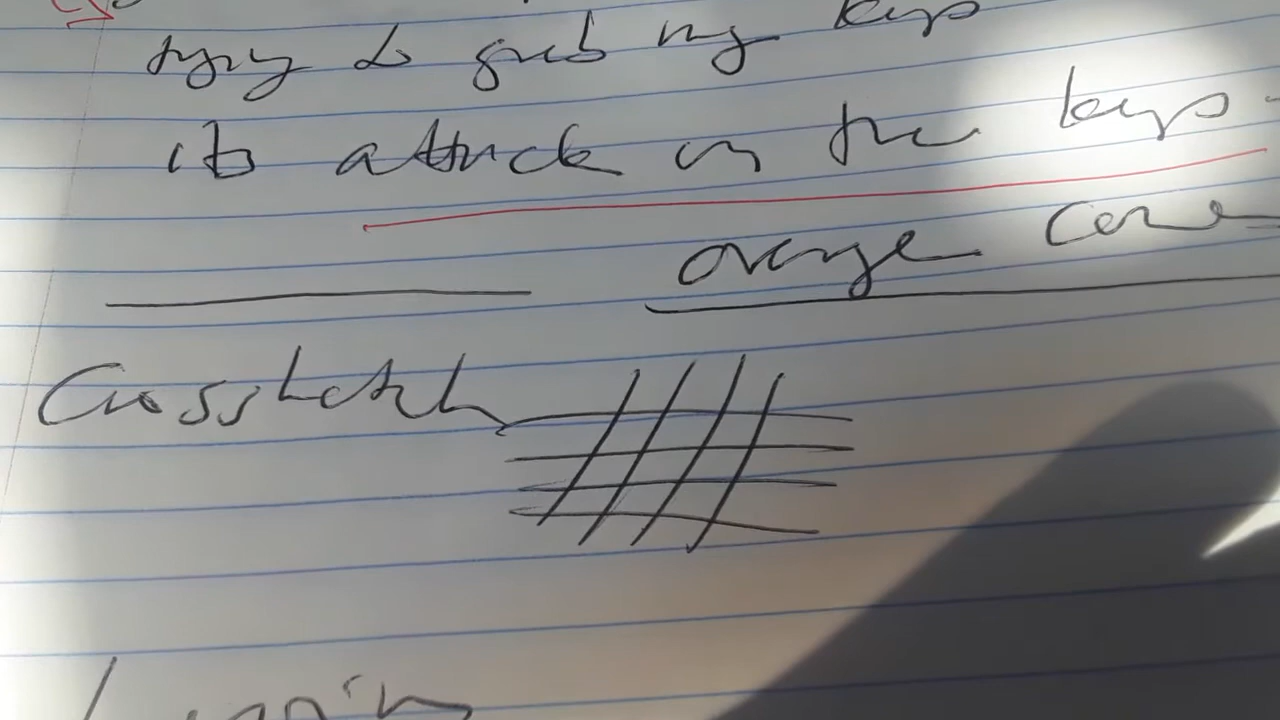 trying to grab my keys
its attack on the keys
orange cone
Crosshatch